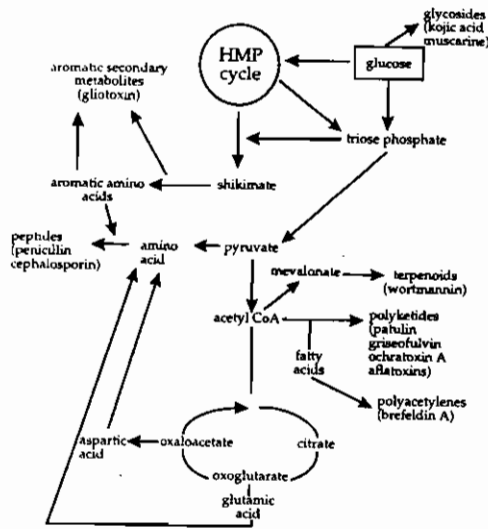 glycosides
(kojic acid
muscarine)
HMP
cycle
glucose
aromatic secondary
metabolites
(gliotoxin)
triose phosphate
aromatic amino
acids
shikimate
peptides
(penicillin
cephalosporin)
amino
acid
pyruvate
mevalonate
terpenoids
(wortmannin)
acetyl CoA
polyketides
(patulin
griseofulvin
ochratoxin A
aflatoxins)
fatty
acids
polyacetylenes
(brefeldin A)
aspartic
acid
oxaloacetate
citrate
oxoglutarate
glutamic
acid